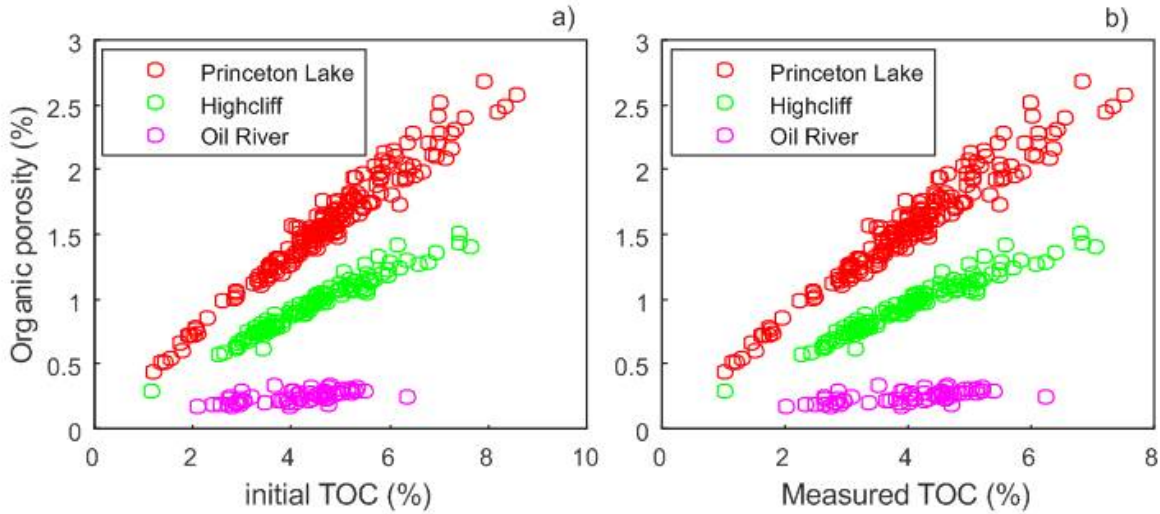 a)
3
2.5
2
1.5
1
0.5
0
Organic porosity (%)
Princeton Lake
Highcliff
Oil River
0 2 4 6 8 10
initial TOC (%)
b)
3
2.5
2
1.5
1
0.5
0
Princeton Lake
Highcliff
Oil River
0 2 4 6 8
Measured TOC (%)